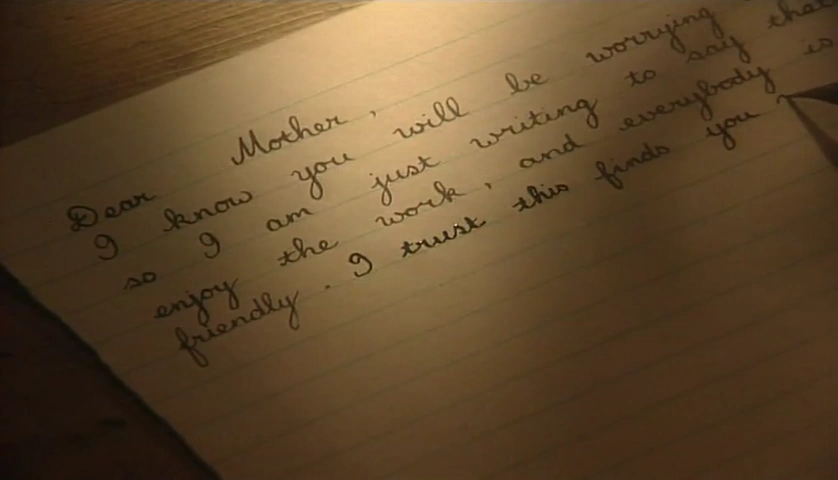 Dear Mother,
I know you will be worrying
so I am just writing to say that
enjoy the work, and everybody is
friendly. I trust this finds you